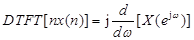 DTFT[nx(n)] = j d/dω [X(e^{jω})]